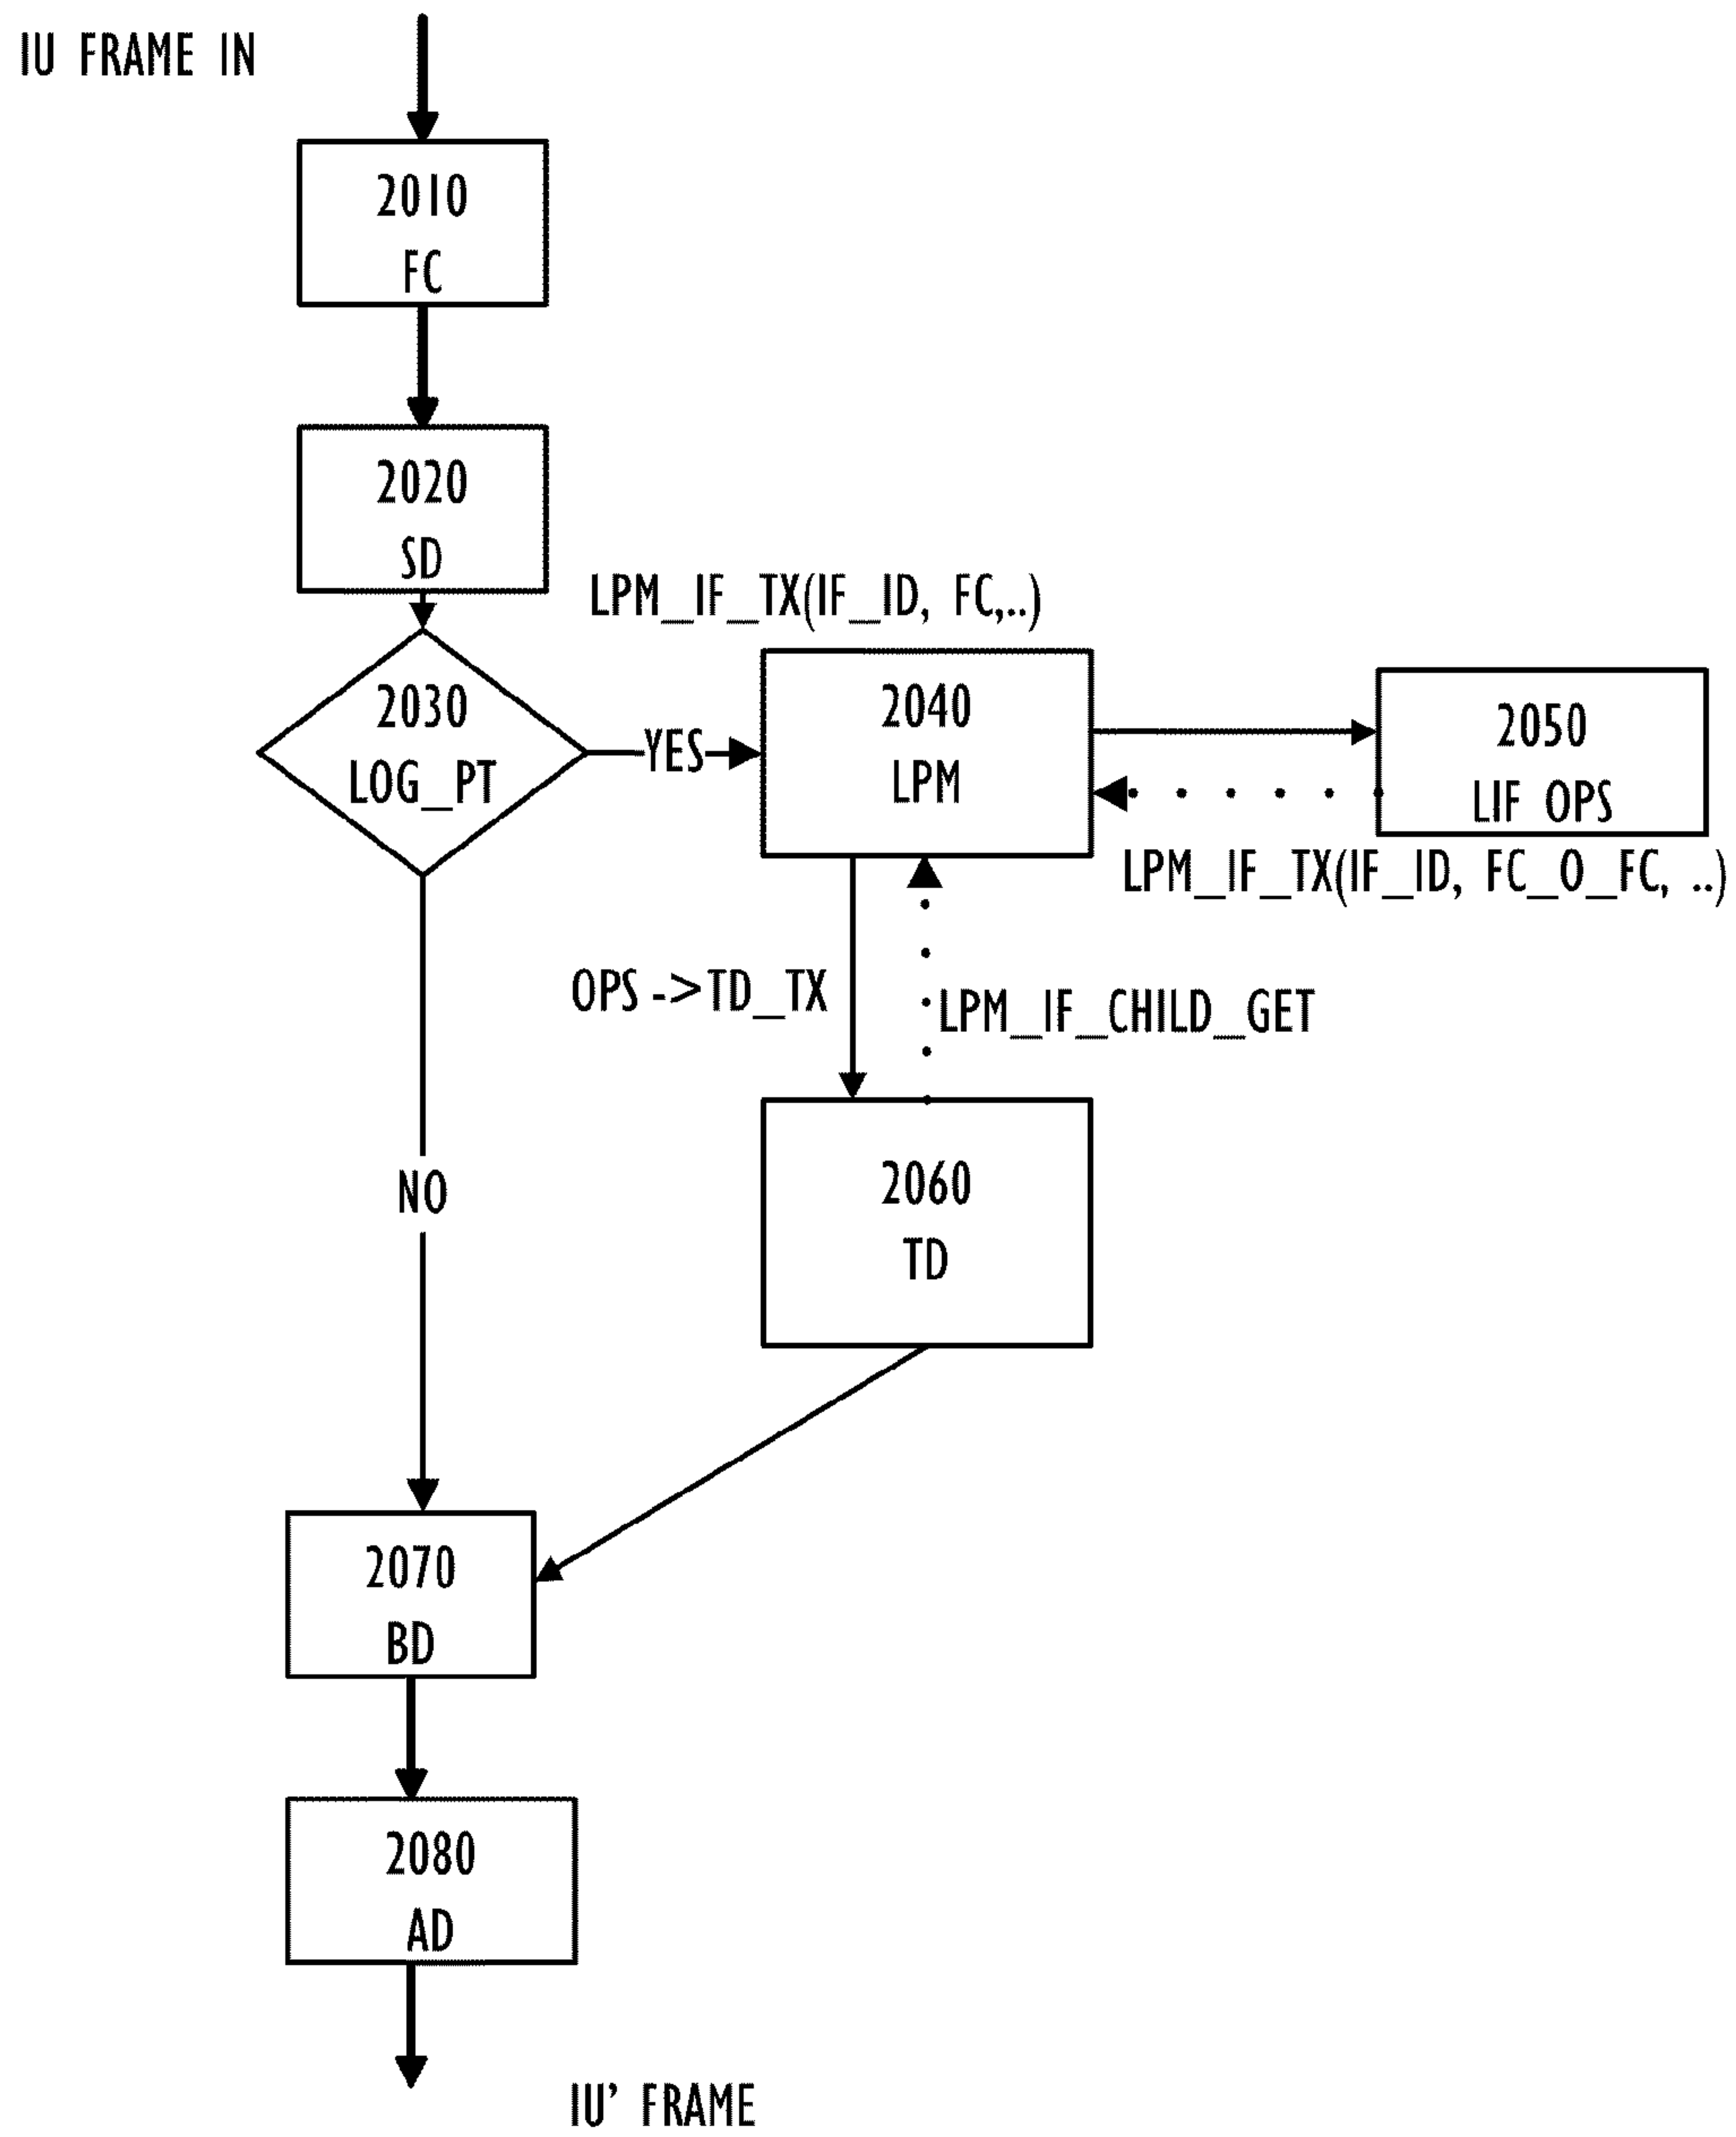 IU FRAME IN
2010
FC
2020
SD
LPM_IF_TX(IF_ID, FC,..)
2030
LOG_PT
YES
2040
LPM
2050
LIF OPS
LPM_IF_TX(IF_ID, FC_O_FC, ..)
OPS ->TD_TX
LPM_IF_CHILD_GET
NO
2060
TD
2070
BD
2080
AD
IU' FRAME